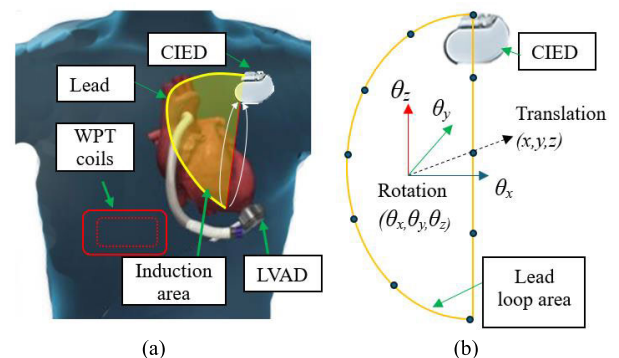 CIED
Lead
WPT
coils
Induction
area
LVAD
(a)
CIED
θz
θy
Translation
(x,y,z)
θx
Rotation
(θx,θy,θz)
Lead
loop area
(b)